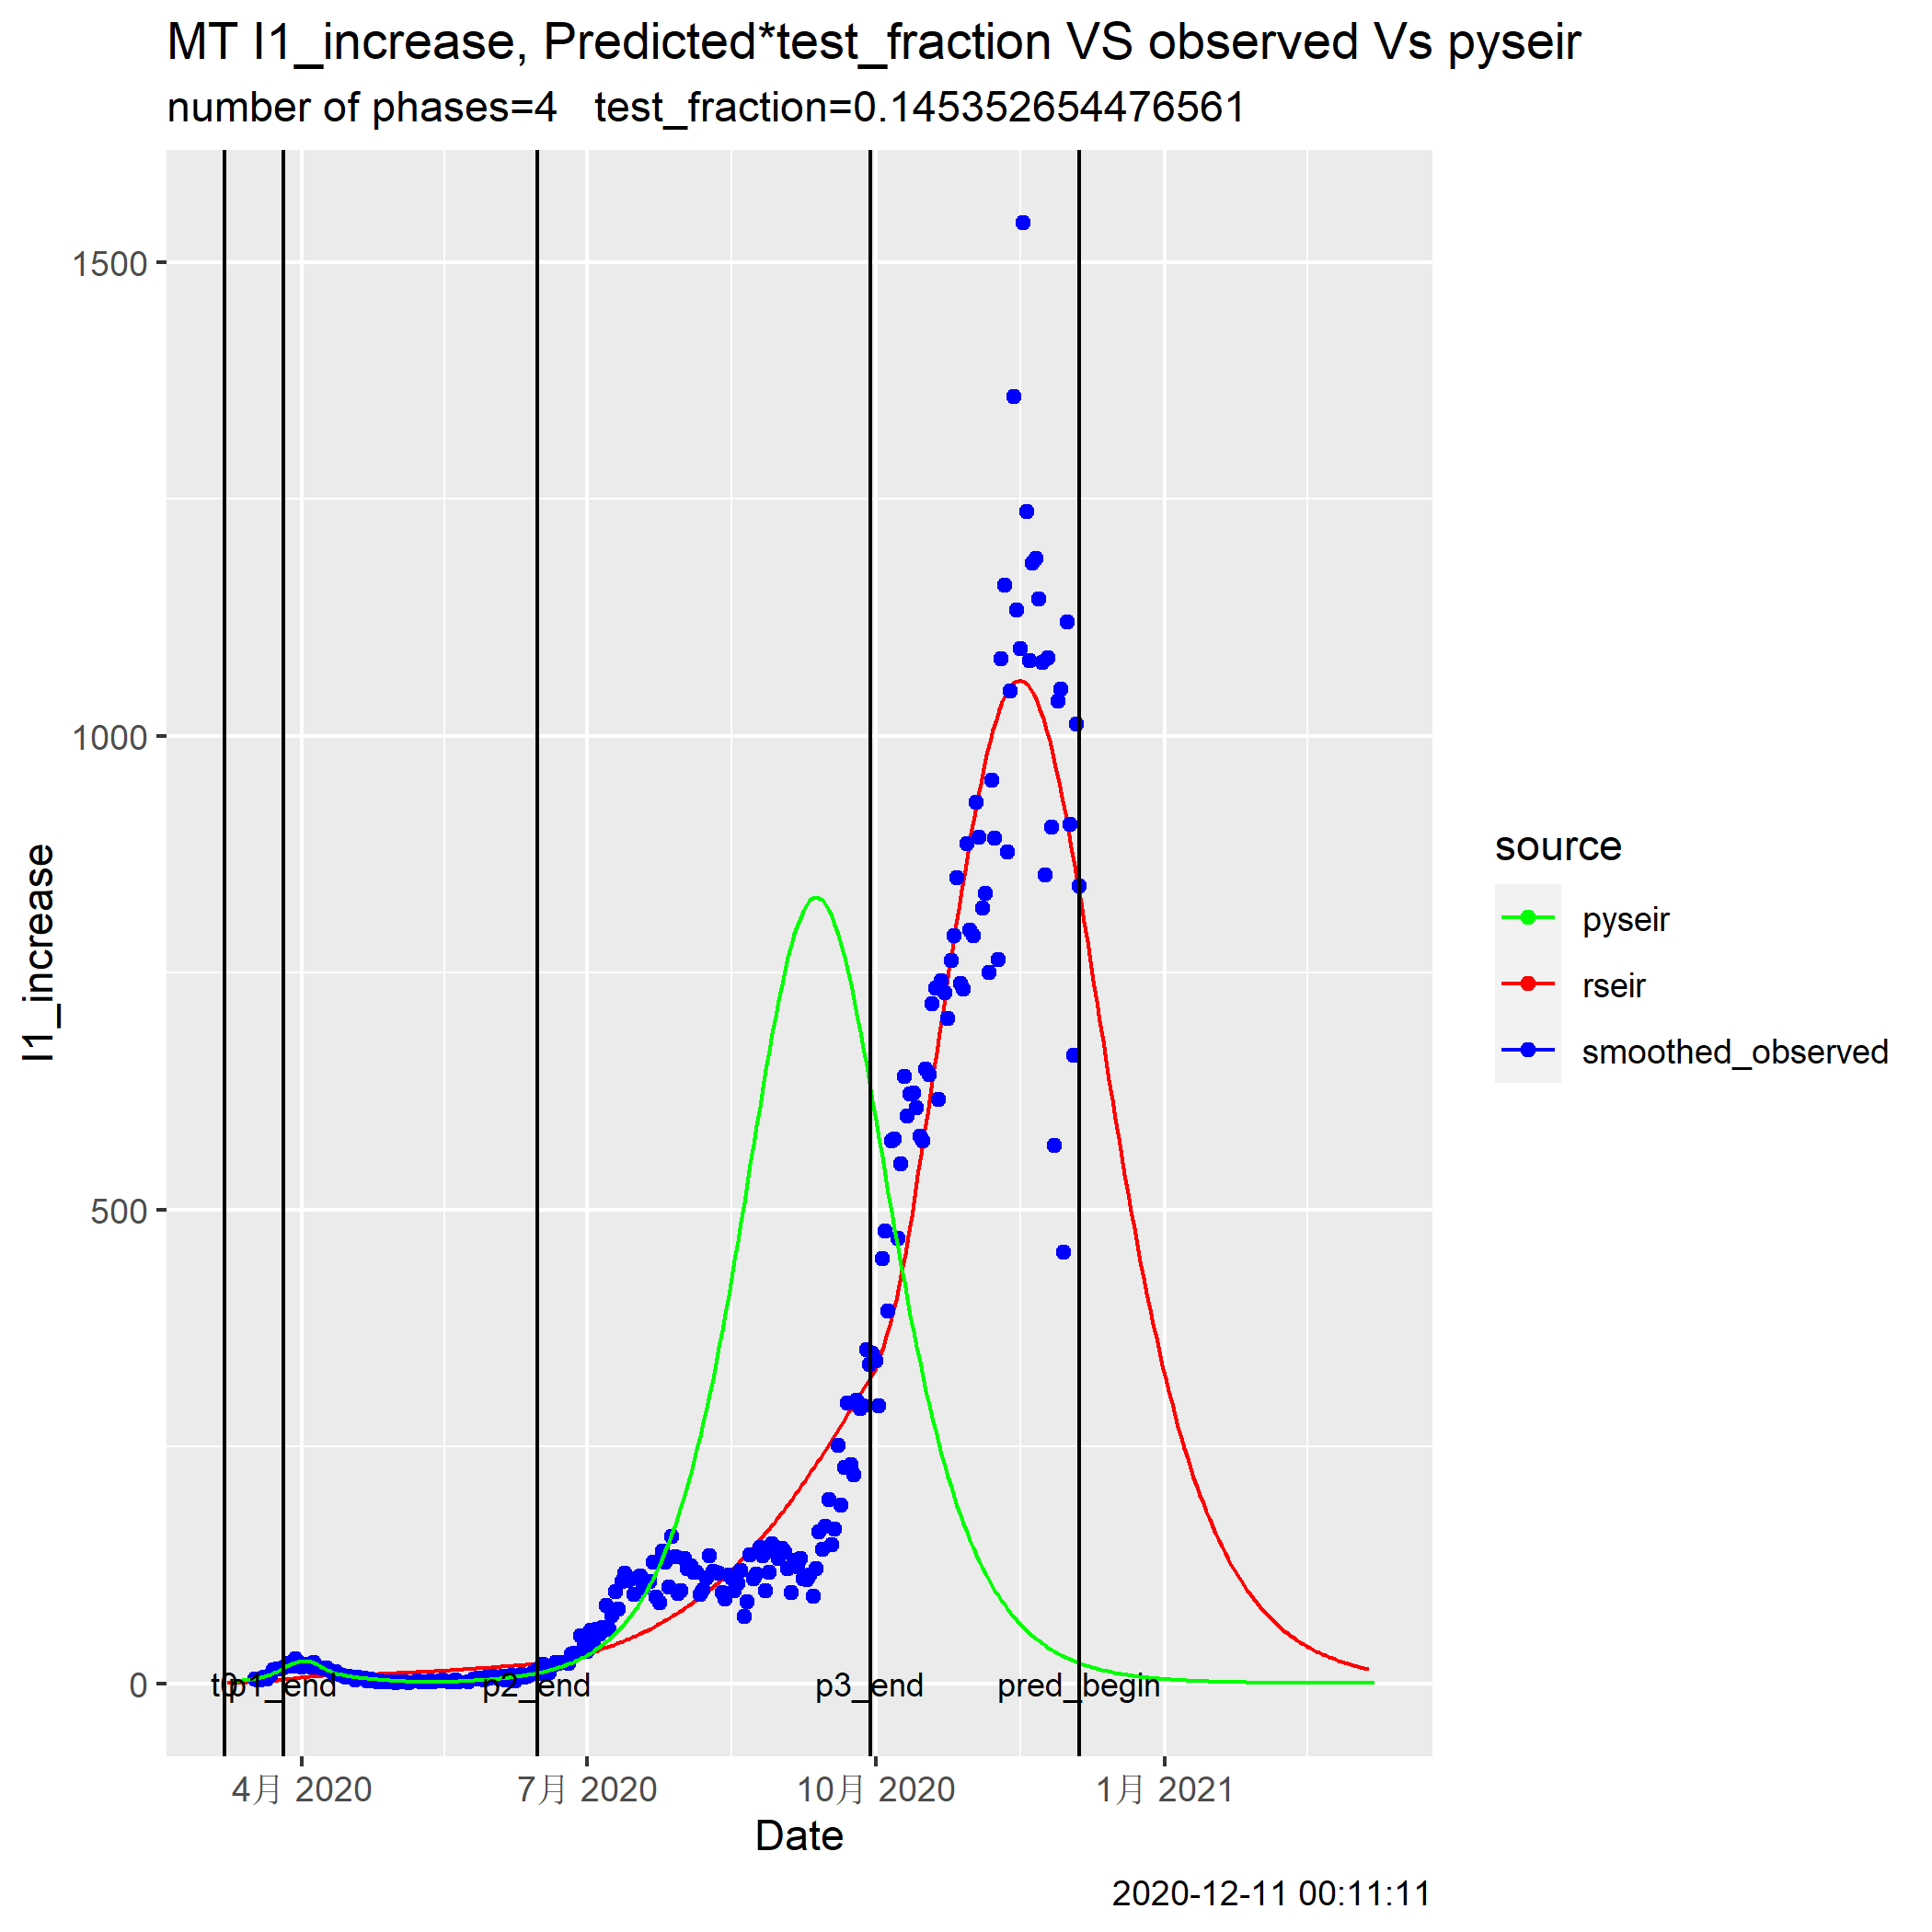 MT I1_increase, Predicted*test_fraction VS observed Vs pyseir
number of phases=4   test_fraction=0.145352654476561
I1_increase
1500
1000
500
0
t0
p1_end
p2_end
p3_end
pred_begin
4月 2020
7月 2020
10月 2020
1月 2021
Date
source
pyseir
rseir
smoothed_observed
2020-12-11 00:11:11